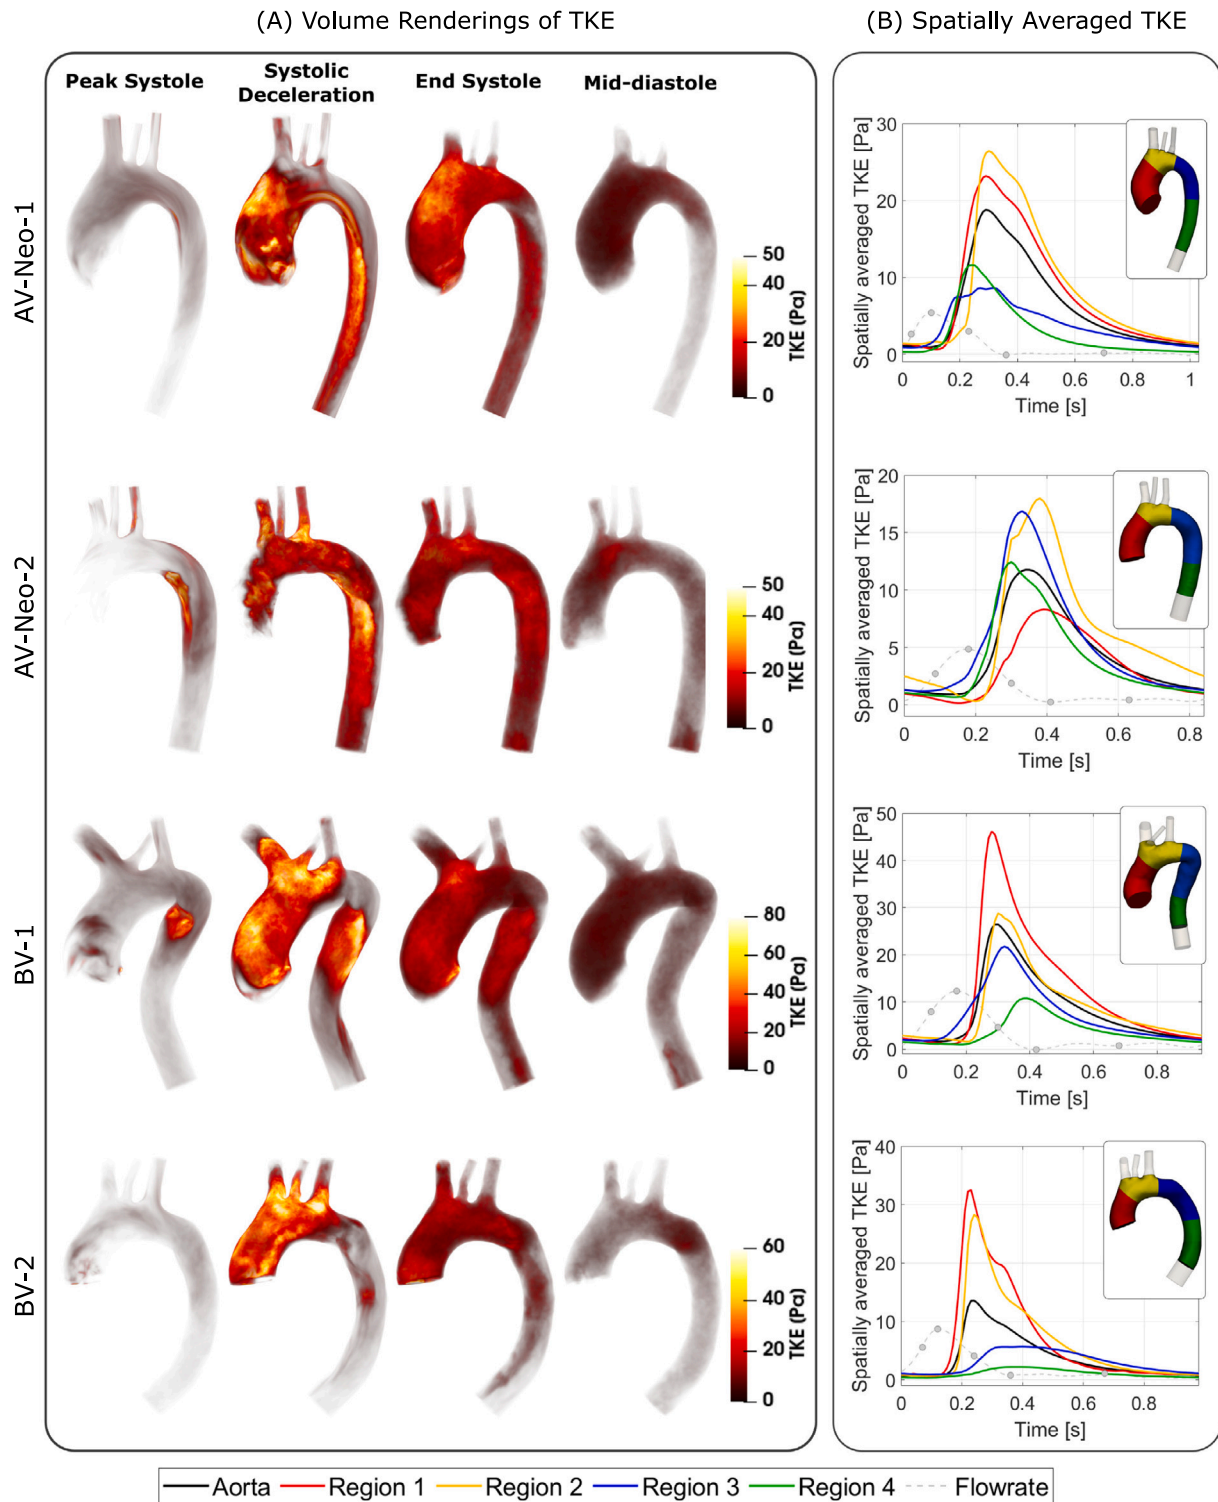 (A) Volume Renderings of TKE
(B) Spatially Averaged TKE
Peak Systole
Systolic
Deceleration
End Systole
Mid-diastole
AV-Neo-1
50
40
20
0
TKE (Pa)
Spatially averaged TKE [Pa]
30
20
10
0
0 0.2 0.4 0.6 0.8 1
Time [s]
AV-Neo-2
50
40
20
0
TKE (Pa)
Spatially averaged TKE [Pa]
20
15
10
5
0
0 0.2 0.4 0.6 0.8
Time [s]
BV-1
80
60
40
20
0
TKE (Pa)
Spatially averaged TKE [Pa]
50
40
30
20
10
0
0 0.2 0.4 0.6 0.8
Time [s]
BV-2
60
40
20
0
TKE (Pa)
Spatially averaged TKE [Pa]
40
30
20
10
0
0 0.2 0.4 0.6 0.8
Time [s]
Aorta Region 1 Region 2 Region 3 Region 4 Flowrate